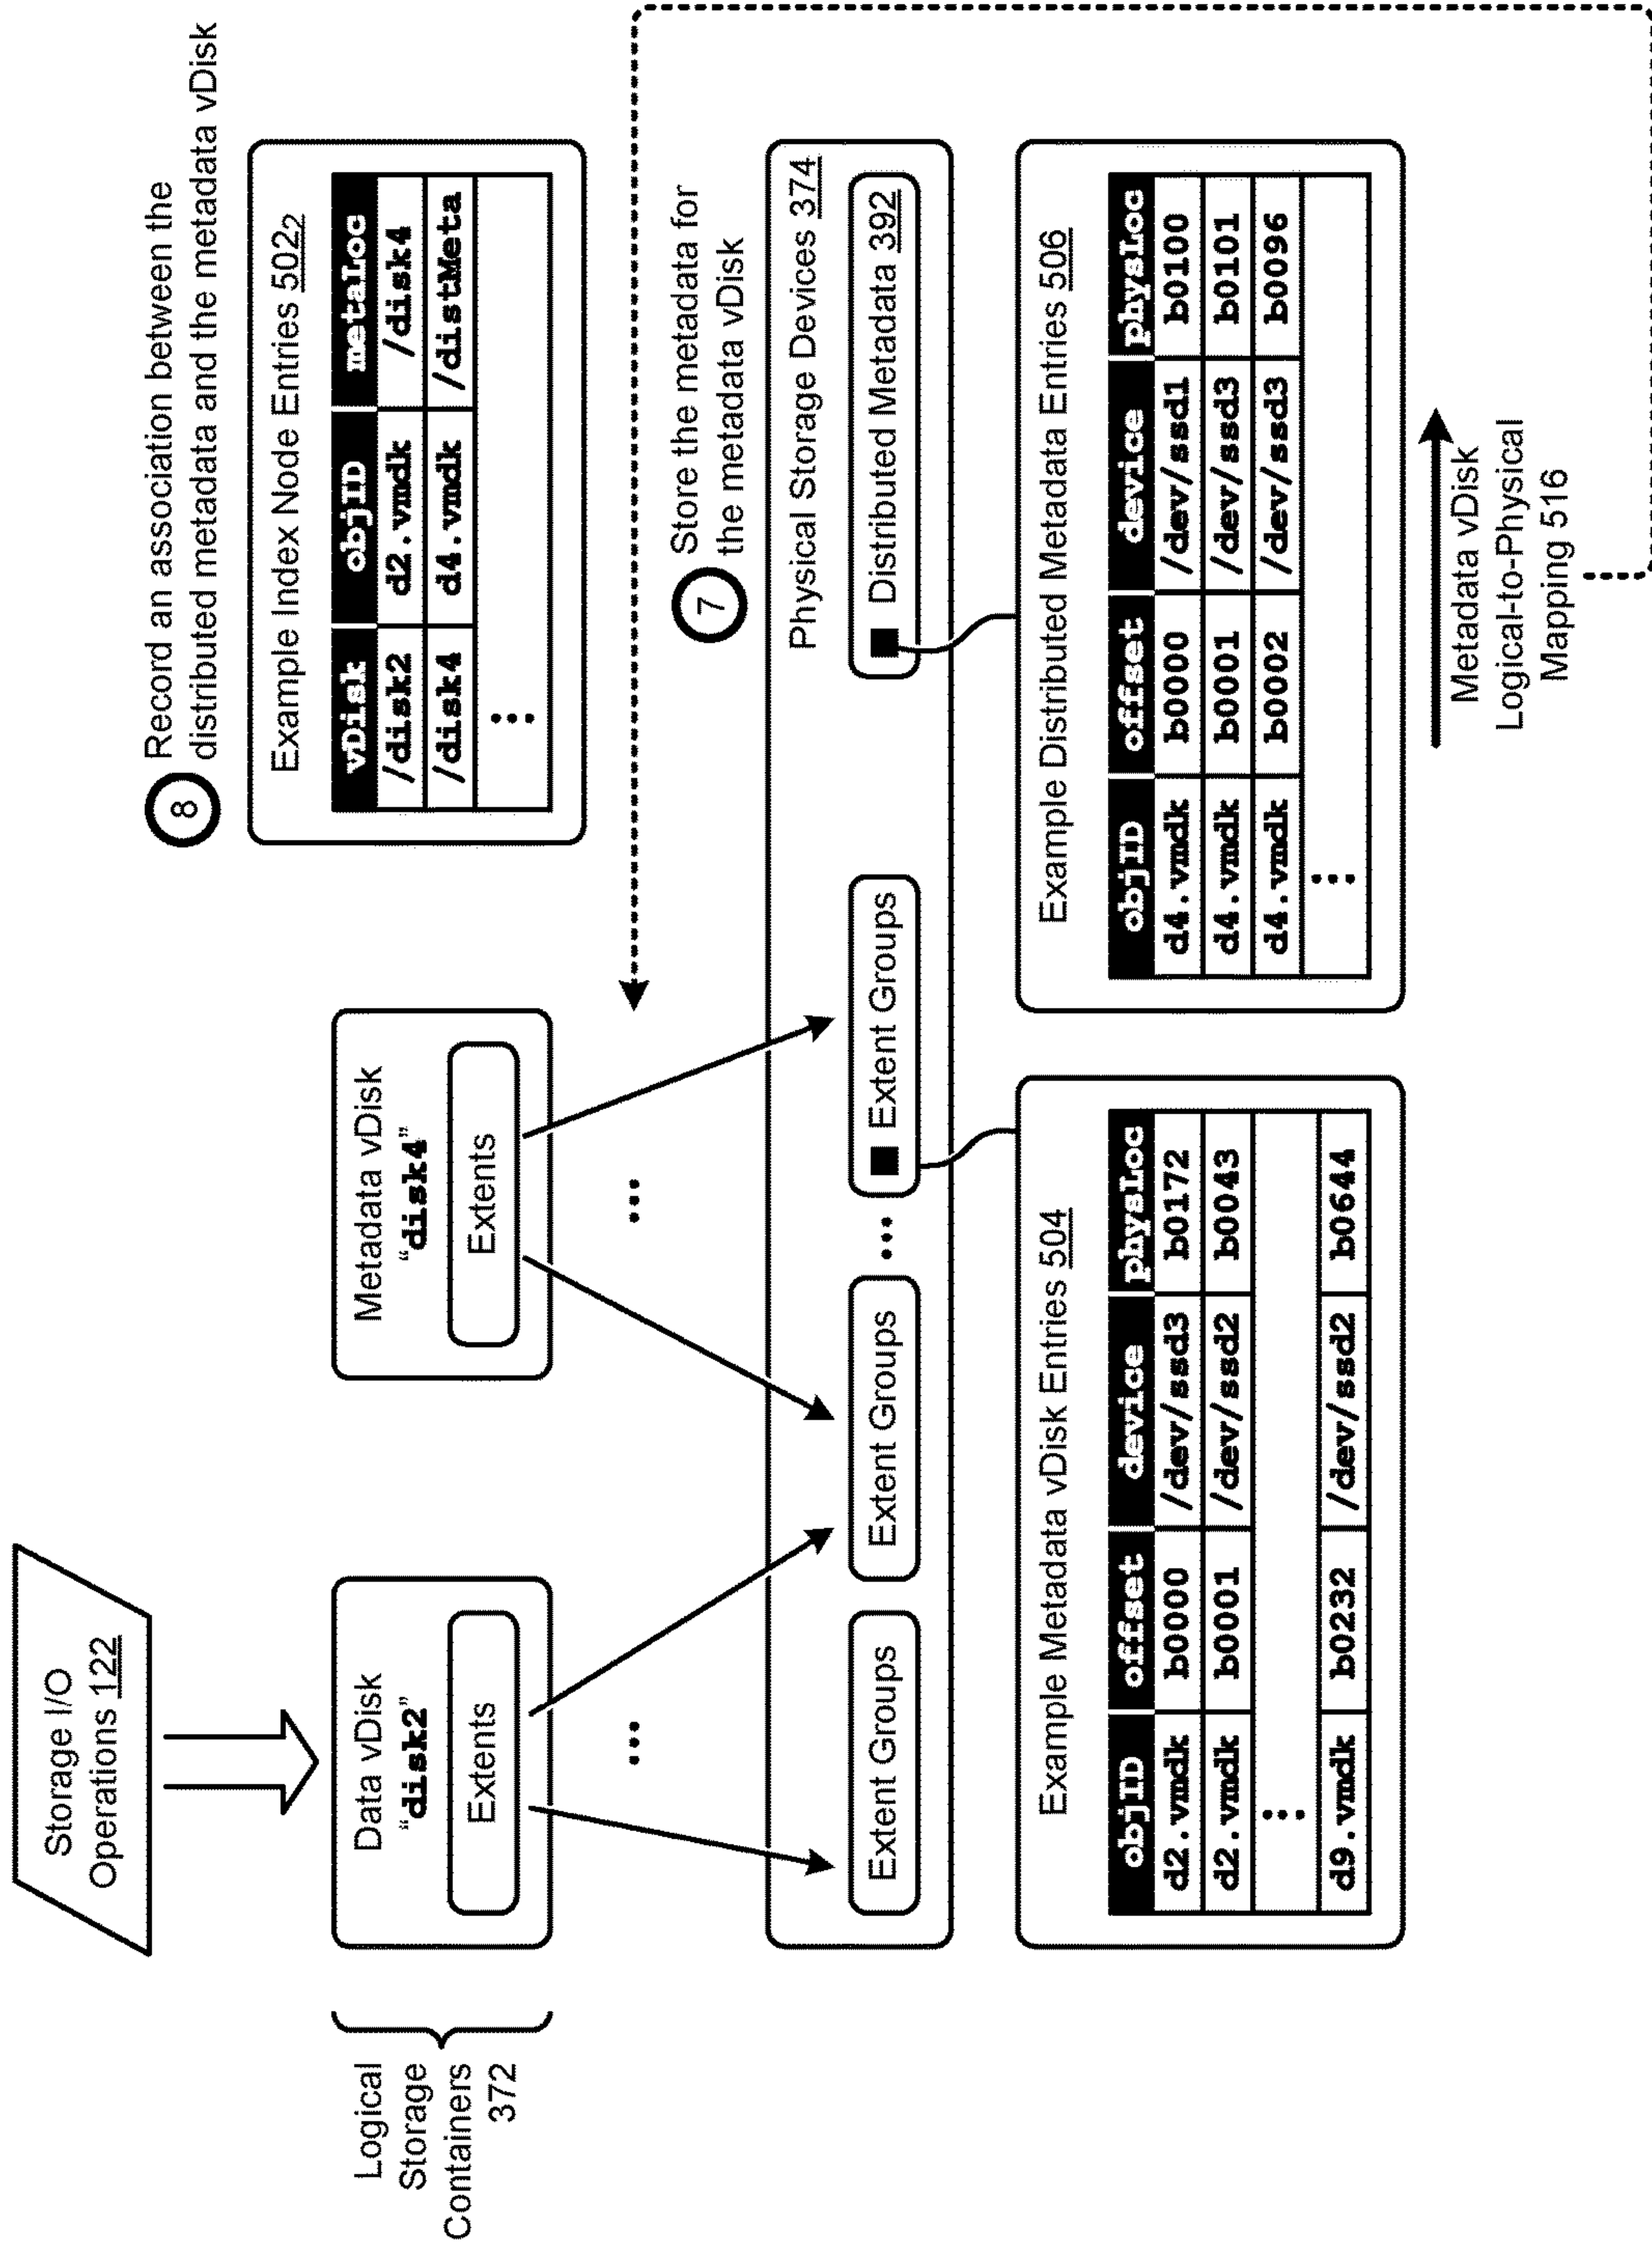 Storage I/O
Operations 122
8
Record an association between the
distributed metadata and the metadata vDisk
Logical
Storage
Containers
372
Data vDisk
“disk2”
Extents
Metadata vDisk
“disk4”
Extents
Example Index Node Entries 502₂
vDisk objID metaLoc
/disk2 d2.vmdk /disk4
/disk4 d4.vmdk /distMeta
⋮
...
...
7
Store the metadata for
the metadata vDisk
Physical Storage Devices 374
Extent Groups
Extent Groups
...
Extent Groups
Distributed Metadata 392
Example Metadata vDisk Entries 504
objID offset device physLoc
d2.vmdk b0000 /dev/ssd3 b0172
d2.vmdk b0001 /dev/ssd2 b0043
⋮
d9.vmdk b0232 /dev/ssd2 b0644
Example Distributed Metadata Entries 506
objID offset device physLoc
d4.vmdk b0000 /dev/ssd1 b0100
d4.vmdk b0001 /dev/ssd3 b0101
d4.vmdk b0002 /dev/ssd3 b0096
⋮
Metadata vDisk
Logical-to-Physical
Mapping 516